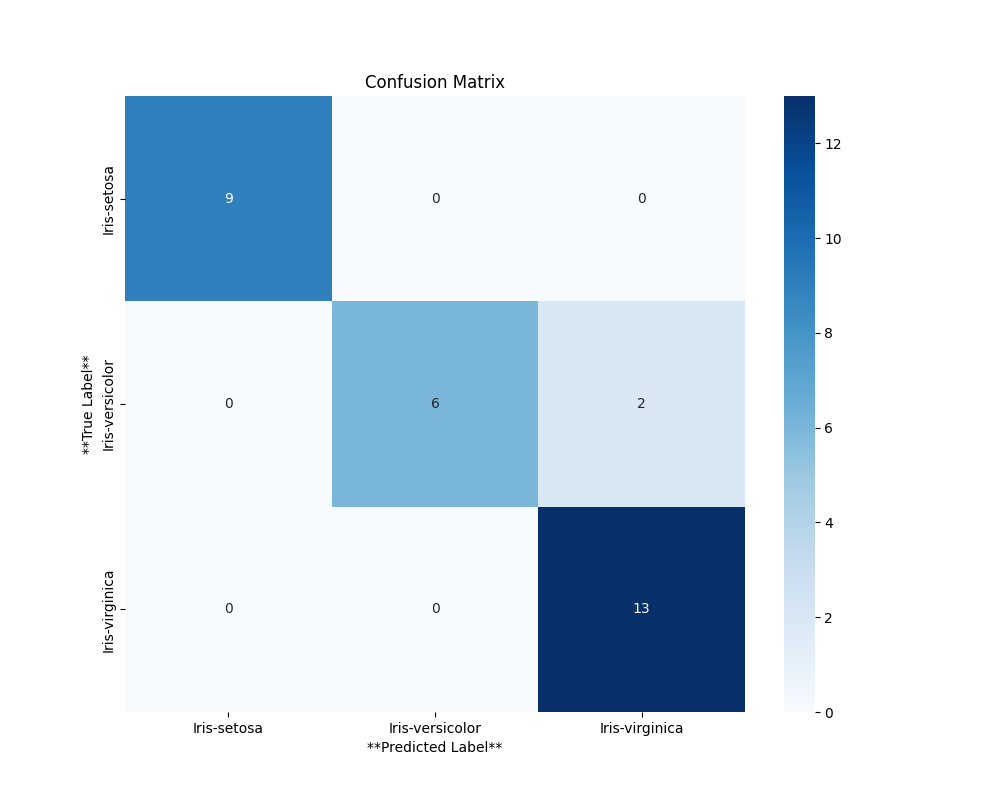 Confusion Matrix
Iris-setosa
9 0 0
**True Label**
Iris-versicolor
0 6 2
Iris-virginica
0 0 13
Iris-setosa Iris-versicolor Iris-virginica
**Predicted Label**
12
10
8
6
4
2
0